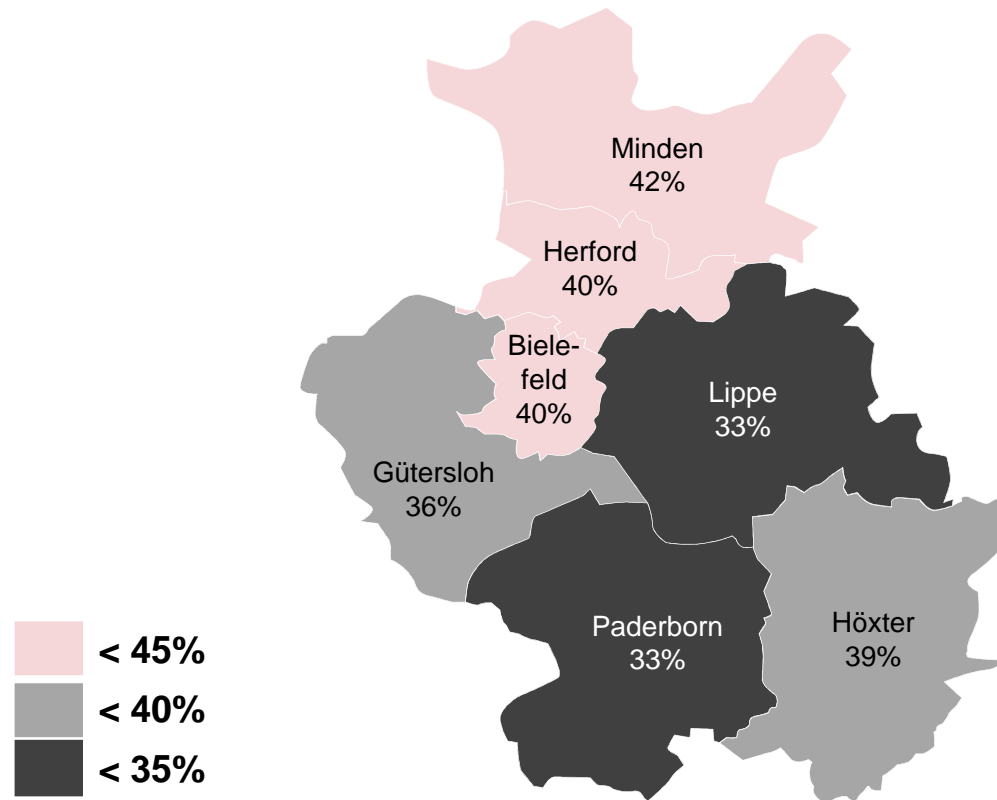 Minden
42%
Herford
40%
Biele-
feld
40%
Lippe
33%
Gütersloh
36%
Paderborn
33%
Höxter
39%
< 45%
< 40%
< 35%